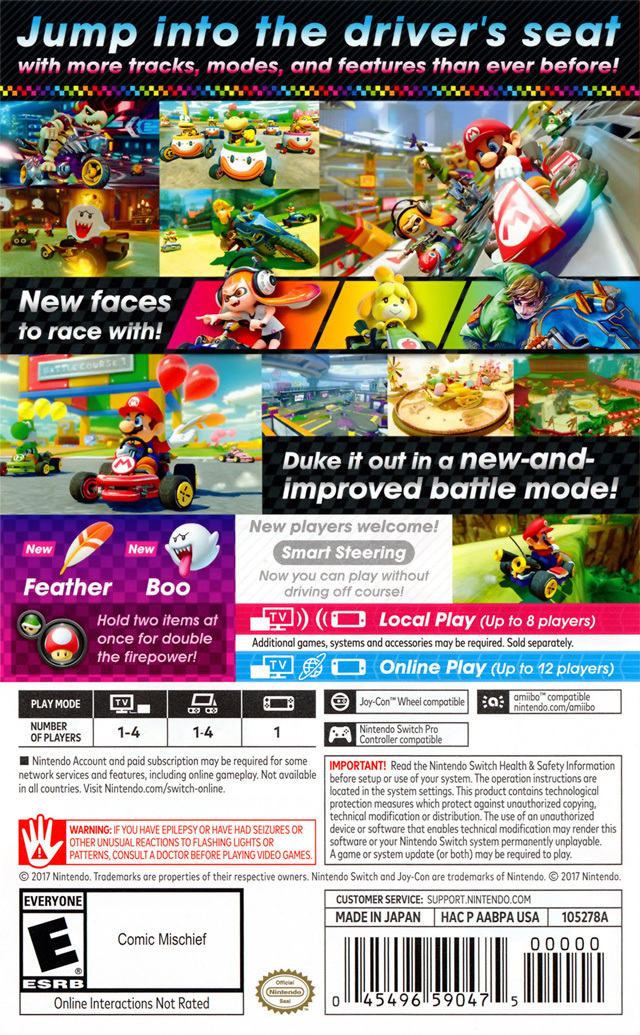 Jump into the driver's seat
with more tracks, modes, and features than ever before!
New faces
to race with!
BATTLE COURSE 1
Duke it out in a new-and-
improved battle mode!
New
Feather
New
Boo
Hold two items at
once for double
the firepower!
New players welcome!
Smart Steering
Now you can play without
driving off course!
TV
Local Play (Up to 8 players)
Additional games, systems and accessories may be required. Sold separately.
TV
Online Play (Up to 12 players)
PLAY MODE
TV
NUMBER
OF PLAYERS
1-4
1-4
1
Joy-Con™ Wheel compatible
amiibo™ compatible
nintendo.com/amiibo
Nintendo Switch Pro
Controller compatible
■ Nintendo Account and paid subscription may be required for some
network services and features, including online gameplay. Not available
in all countries. Visit Nintendo.com/switch-online.
WARNING: IF YOU HAVE EPILEPSY OR HAVE HAD SEIZURES OR
OTHER UNUSUAL REACTIONS TO FLASHING LIGHTS OR
PATTERNS, CONSULT A DOCTOR BEFORE PLAYING VIDEO GAMES.
IMPORTANT! Read the Nintendo Switch Health & Safety Information
before setup or use of your system. The operation instructions are
located in the system settings. This product contains technological
protection measures which protect against unauthorized copying,
technical modification or distribution. The use of an unauthorized
device or software that enables technical modification may render this
software or your Nintendo Switch system permanently unplayable.
A game or system update (or both) may be required to play.
© 2017 Nintendo. Trademarks are properties of their respective owners. Nintendo Switch and Joy-Con are trademarks of Nintendo. © 2017 Nintendo.
EVERYONE
E
®
ESRB
Comic Mischief
Online Interactions Not Rated
Official
Nintendo
Seal
CUSTOMER SERVICE: SUPPORT.NINTENDO.COM
MADE IN JAPAN
HAC P AABPA USA
105278A
00000
0 45496 59047 5